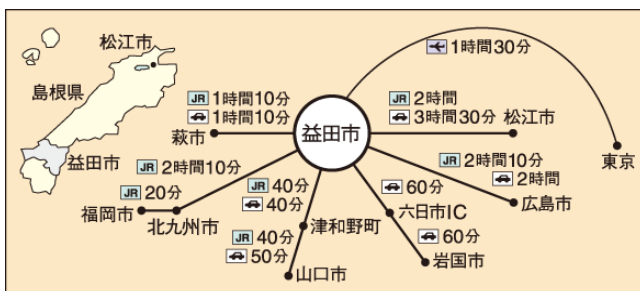 松江市
島根県
益田市
1時間30分
東京
JR 1時間10分
1時間10分
萩市
益田市
JR 2時間
3時間30分
松江市
JR 2時間10分
2時間
広島市
JR 2時間10分
JR 20分
福岡市
北九州市
JR 40分
40分
津和野町
JR 40分
50分
山口市
60分
六日市IC
60分
岩国市